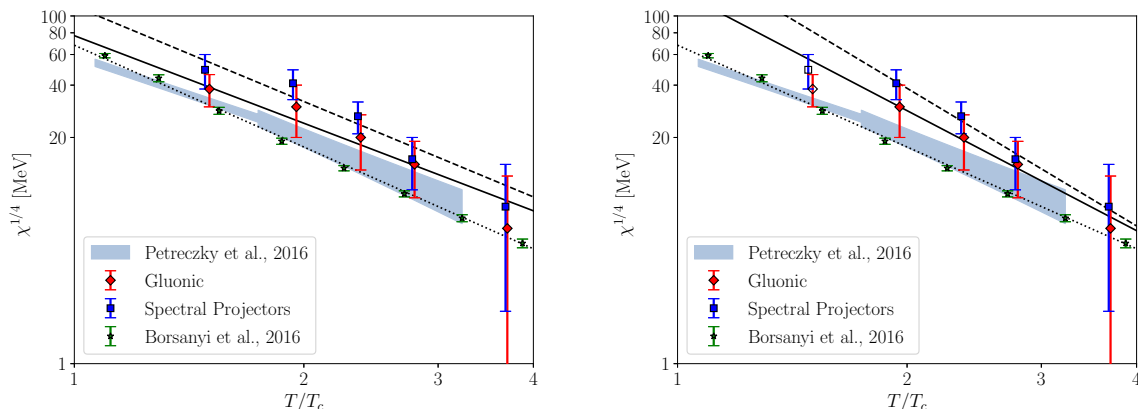 100
80
60
40
20
1
χ^{1/4} [MeV]
Petreczky et al., 2016
Gluonic
Spectral Projectors
Borsanyi et al., 2016
1
2
3
4
T/T_c
100
80
60
40
20
1
χ^{1/4} [MeV]
Petreczky et al., 2016
Gluonic
Spectral Projectors
Borsanyi et al., 2016
1
2
3
4
T/T_c